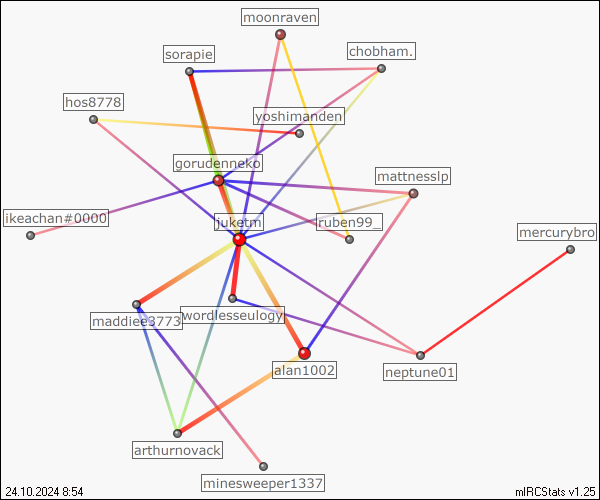 moonraven
sorapie
chobham.
hos8778
yoshimanden
gorudenneko
mattnesslp
ikeachan#0000
juketm
ruben99_
mercurybro
wordlesseulogy
maddiee3773
alan1002
neptune01
arthurnovack
minesweeper1337
24.10.2024 8:54
mIRCStats v1.25